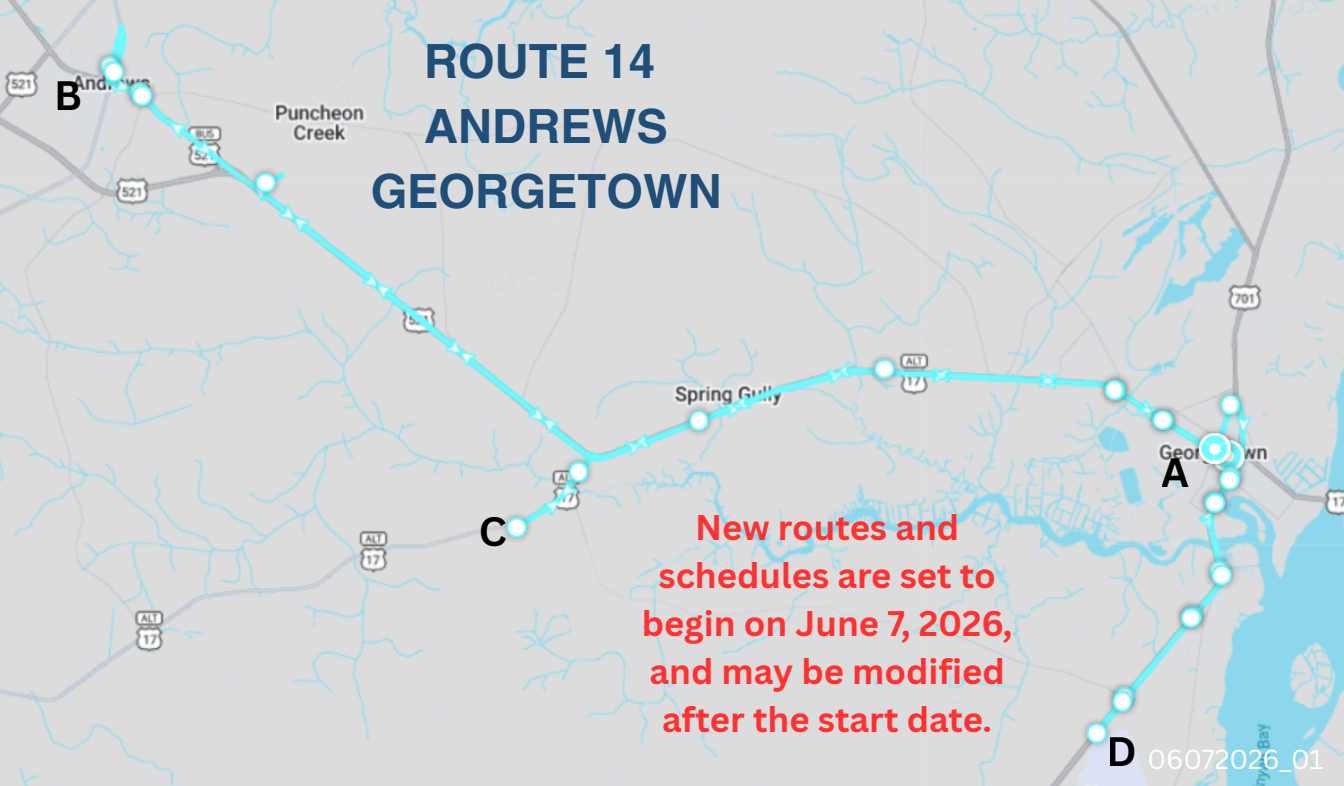 ROUTE 14
ANDREWS
GEORGETOWN
521
Andrews
B
Puncheon
Creek
BUS
521
521
521
701
Spring Gully
ALT
17
Georgetown
A
17
ALT
17
C
ALT
17
ALT
17
New routes and
schedules are set to
begin on June 7, 2026,
and may be modified
after the start date.
D
06072026_01
Bay